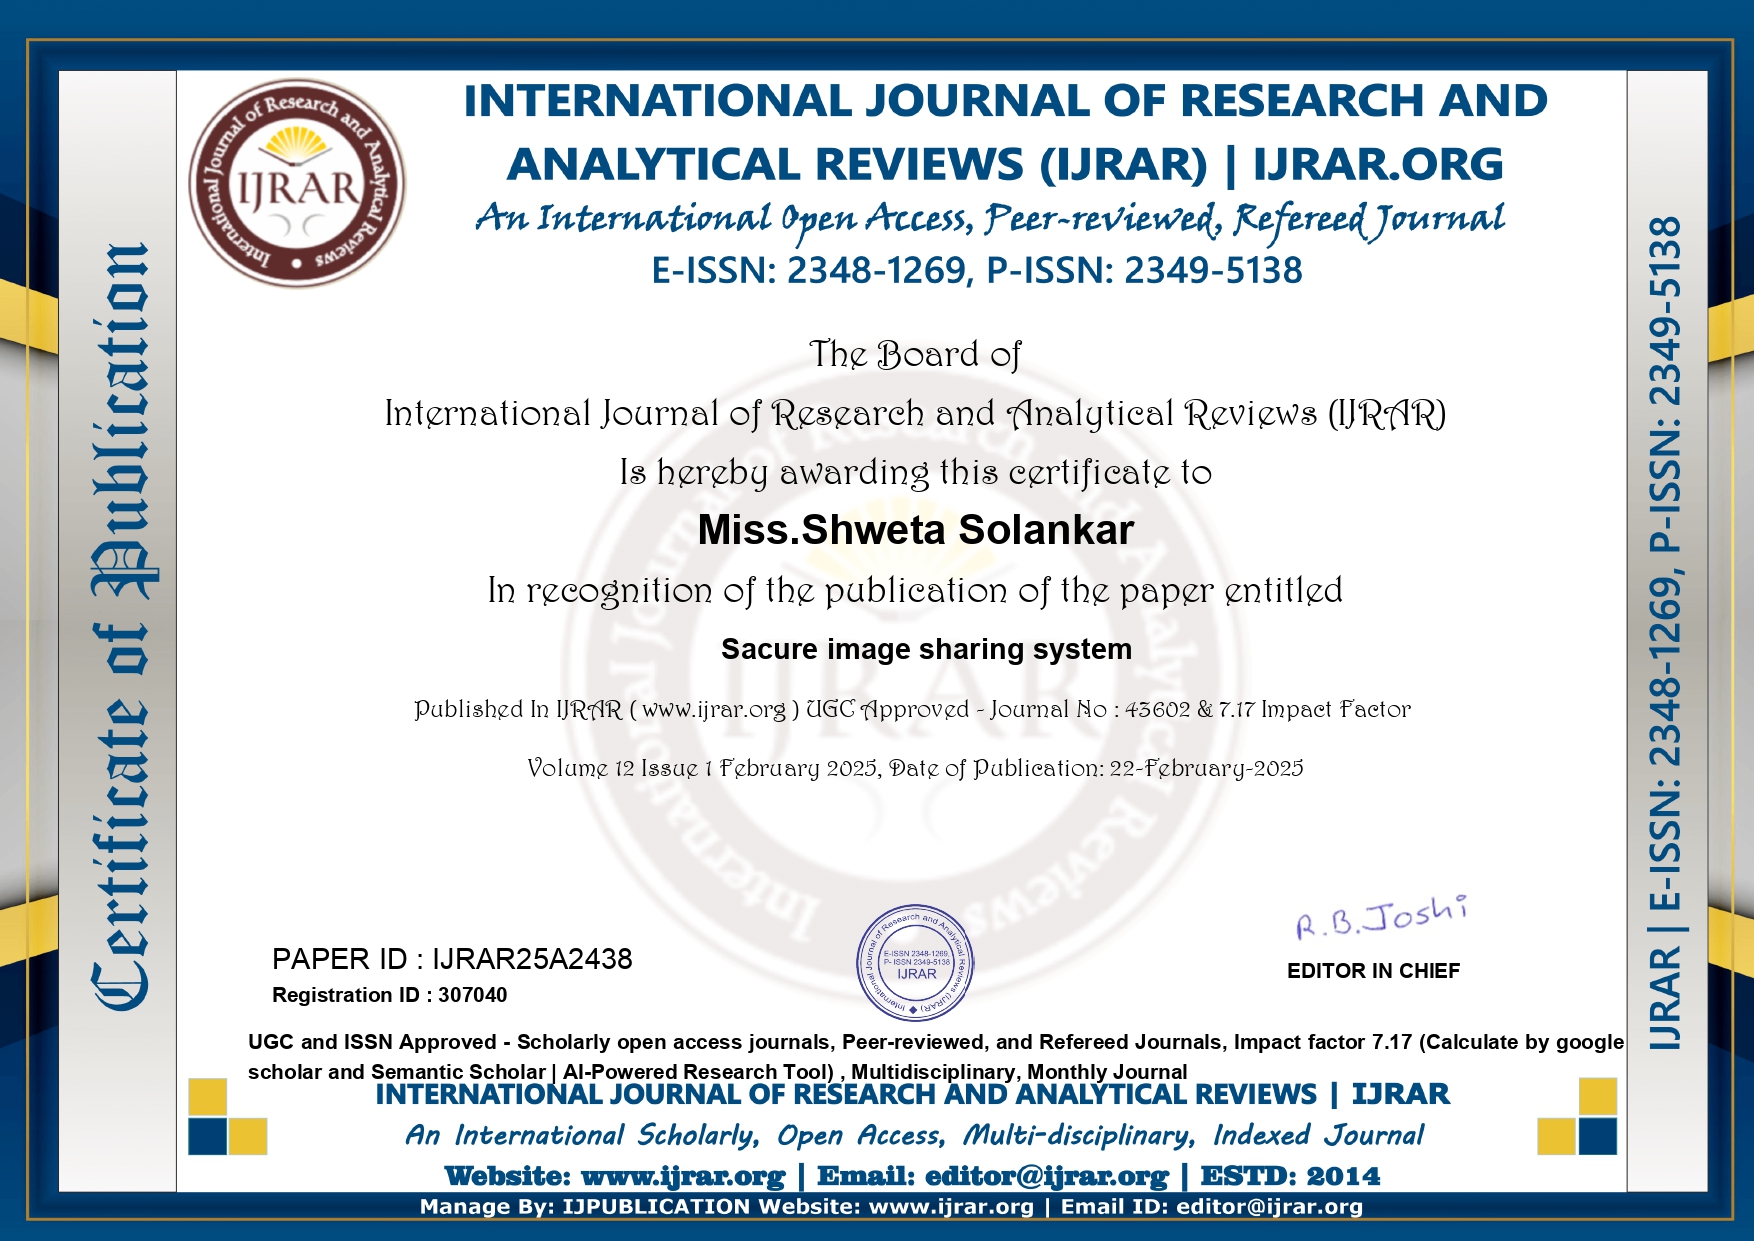 INTERNATIONAL JOURNAL OF RESEARCH AND
ANALYTICAL REVIEWS (IJRAR) | IJRAR.ORG
An International Open Access, Peer-reviewed, Refereed Journal
E-ISSN: 2348-1269, P-ISSN: 2349-5138
International Journal of Research and Analytical Reviews
IJRAR
Certificate of Publication
The Board of
International Journal of Research and Analytical Reviews (IJRAR)
Is hereby awarding this certificate to
Miss.Shweta Solankar
In recognition of the publication of the paper entitled
Sacure image sharing system
Published In IJRAR ( www.ijrar.org ) UGC Approved - Journal No : 43602 & 7.17 Impact Factor
Volume 12 Issue 1 February 2025, Date of Publication: 22-February-2025
International Journal of Research and Analytical Reviews
IJRAR
PAPER ID : IJRAR25A2438
Registration ID : 307040
International Journal of Research and Analytical Reviews (IJRAR)
E-ISSN 2348-1269,
P- ISSN 2349-5138
IJRAR
R.B.Joshi
EDITOR IN CHIEF
UGC and ISSN Approved - Scholarly open access journals, Peer-reviewed, and Refereed Journals, Impact factor 7.17 (Calculate by google
scholar and Semantic Scholar | AI-Powered Research Tool) , Multidisciplinary, Monthly Journal
INTERNATIONAL JOURNAL OF RESEARCH AND ANALYTICAL REVIEWS | IJRAR
An International Scholarly, Open Access, Multi-disciplinary, Indexed Journal
Website: www.ijrar.org | Email: editor@ijrar.org | ESTD: 2014
Manage By: IJPUBLICATION Website: www.ijrar.org | Email ID: editor@ijrar.org
IJRAR | E-ISSN: 2348-1269, P-ISSN: 2349-5138